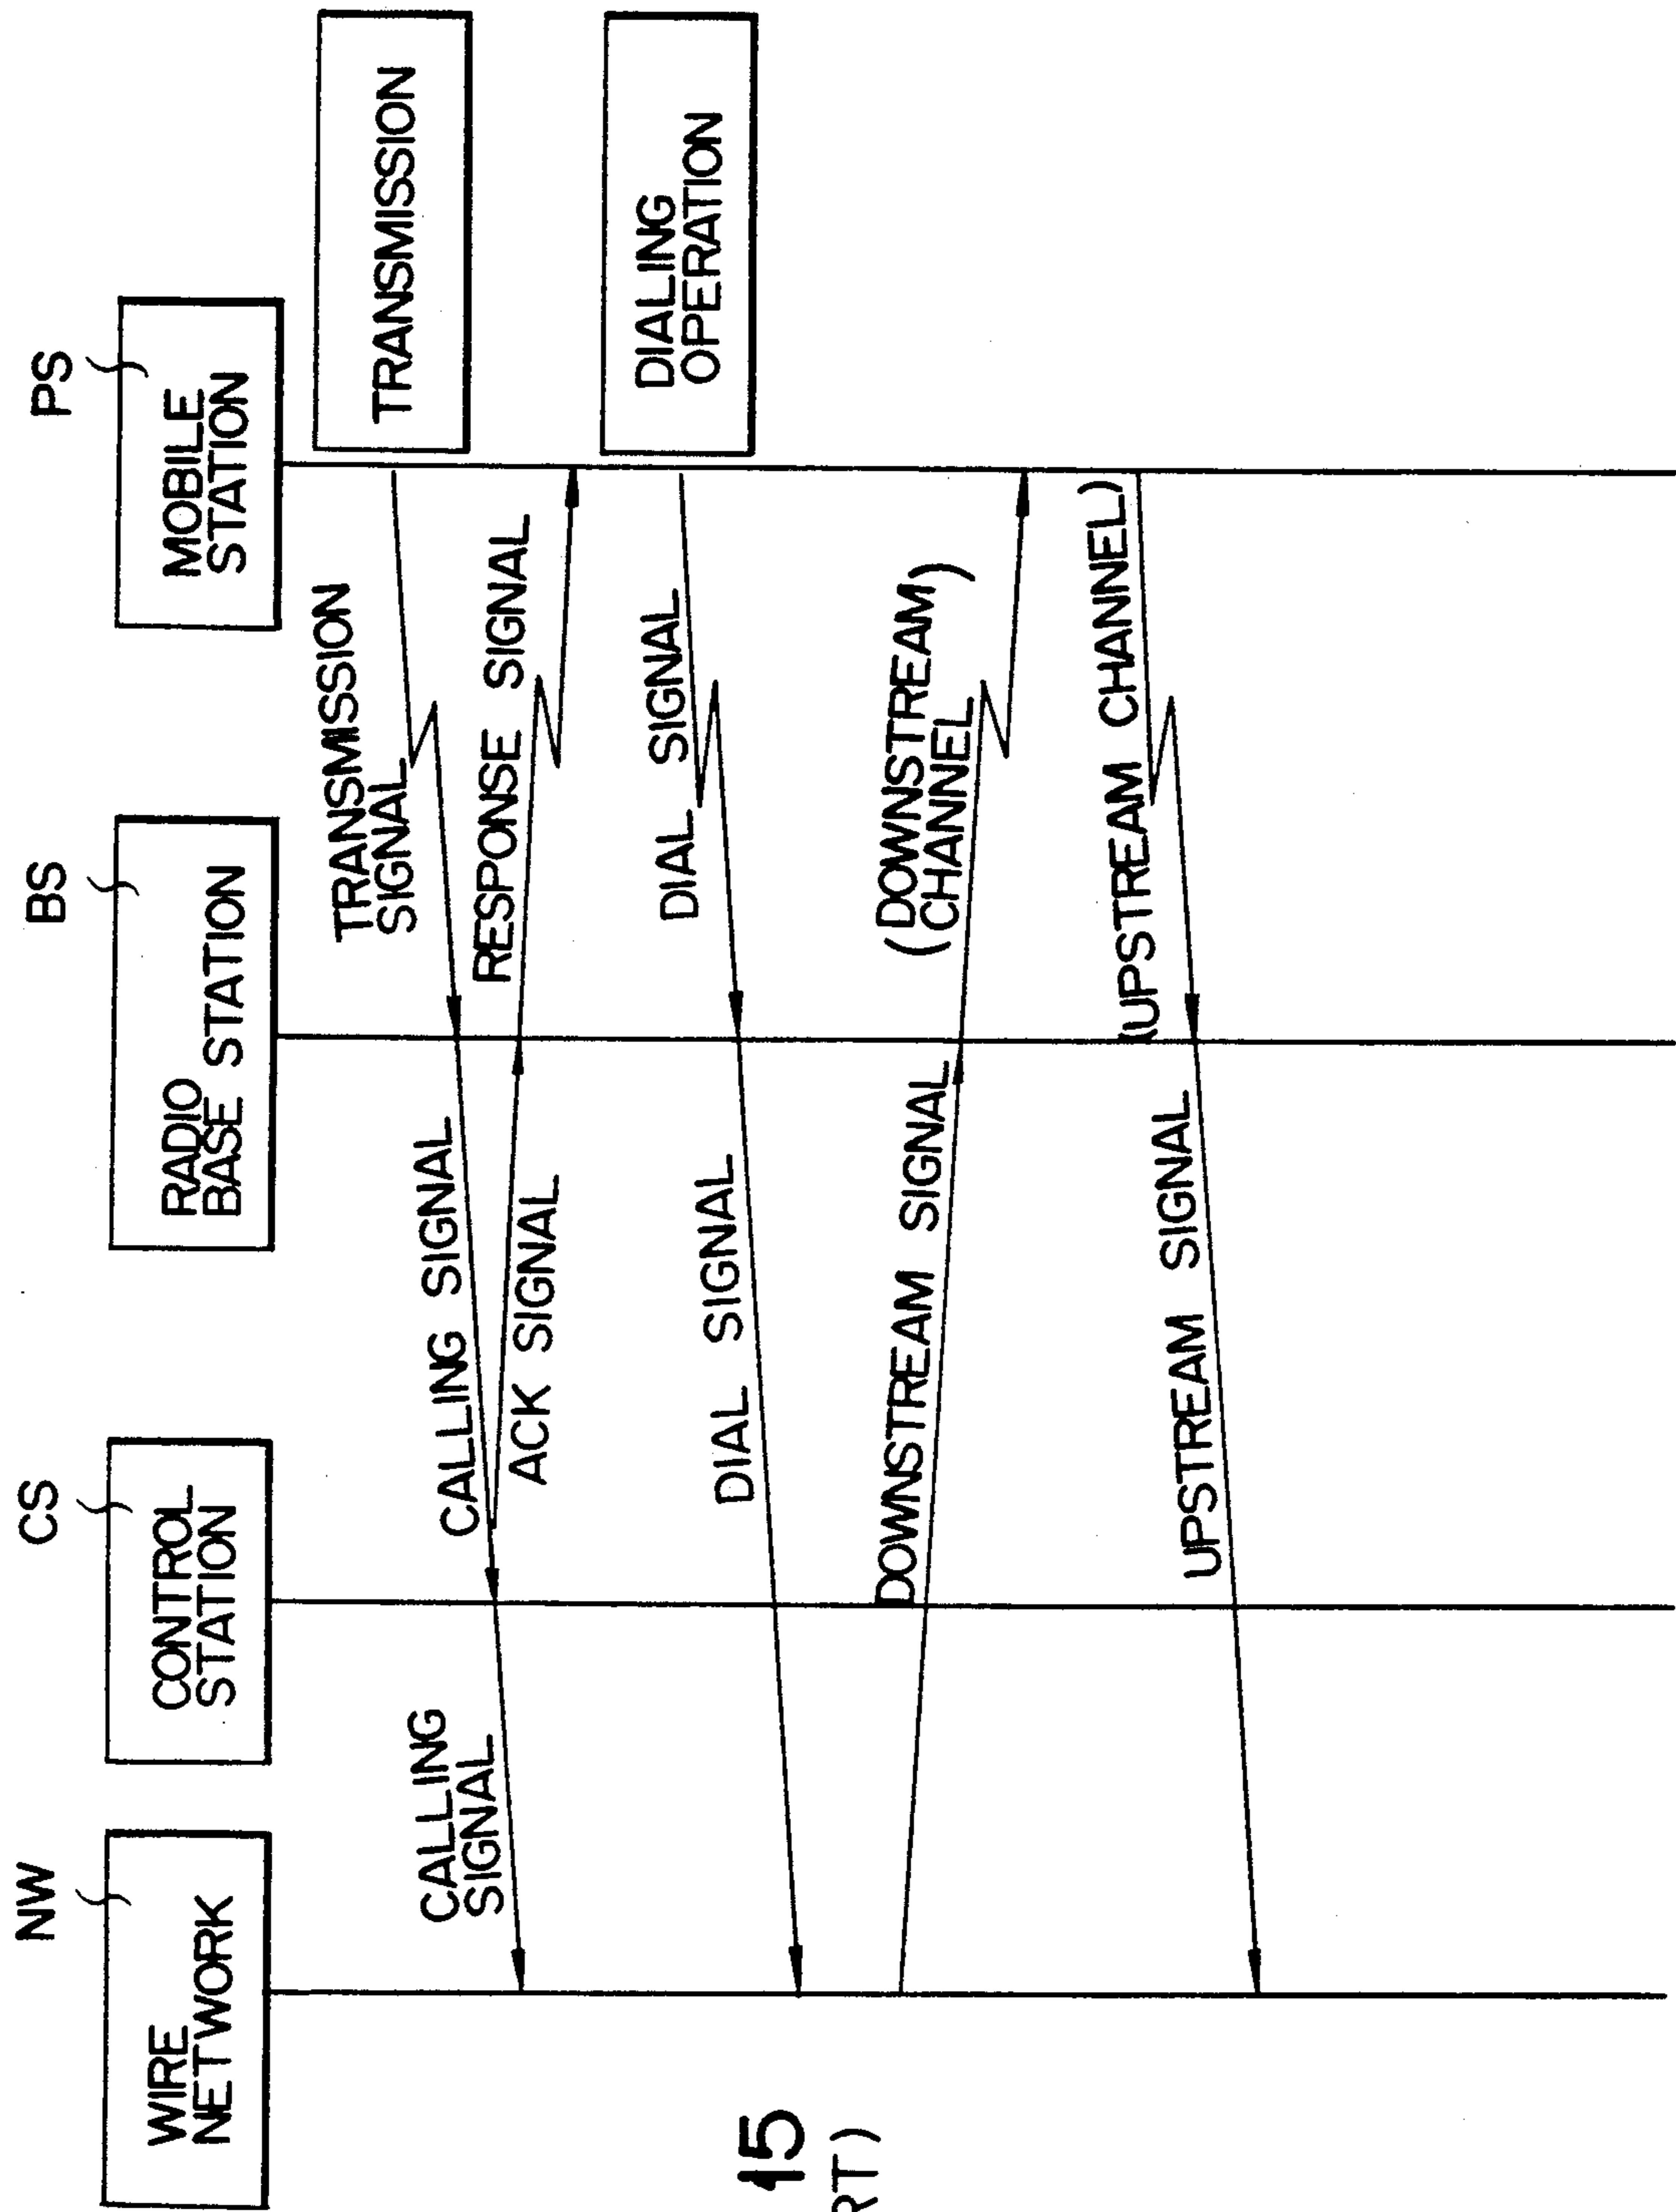 NW
CS
BS
PS
WIRE
NETWORK
CONTROL
STATION
RADIO
BASE STATION
MOBILE
STATION
TRANSMISSION
TRANSMISSION
SIGNAL
CALLING SIGNAL
CALLING
SIGNAL
RESPONSE SIGNAL
ACK SIGNAL
DIALING
OPERATION
DIAL SIGNAL
DIAL SIGNAL
(DOWNSTREAM)
CHANNEL
DOWNSTREAM SIGNAL
(UPSTREAM CHANNEL)
UPSTREAM SIGNAL
15
RT)